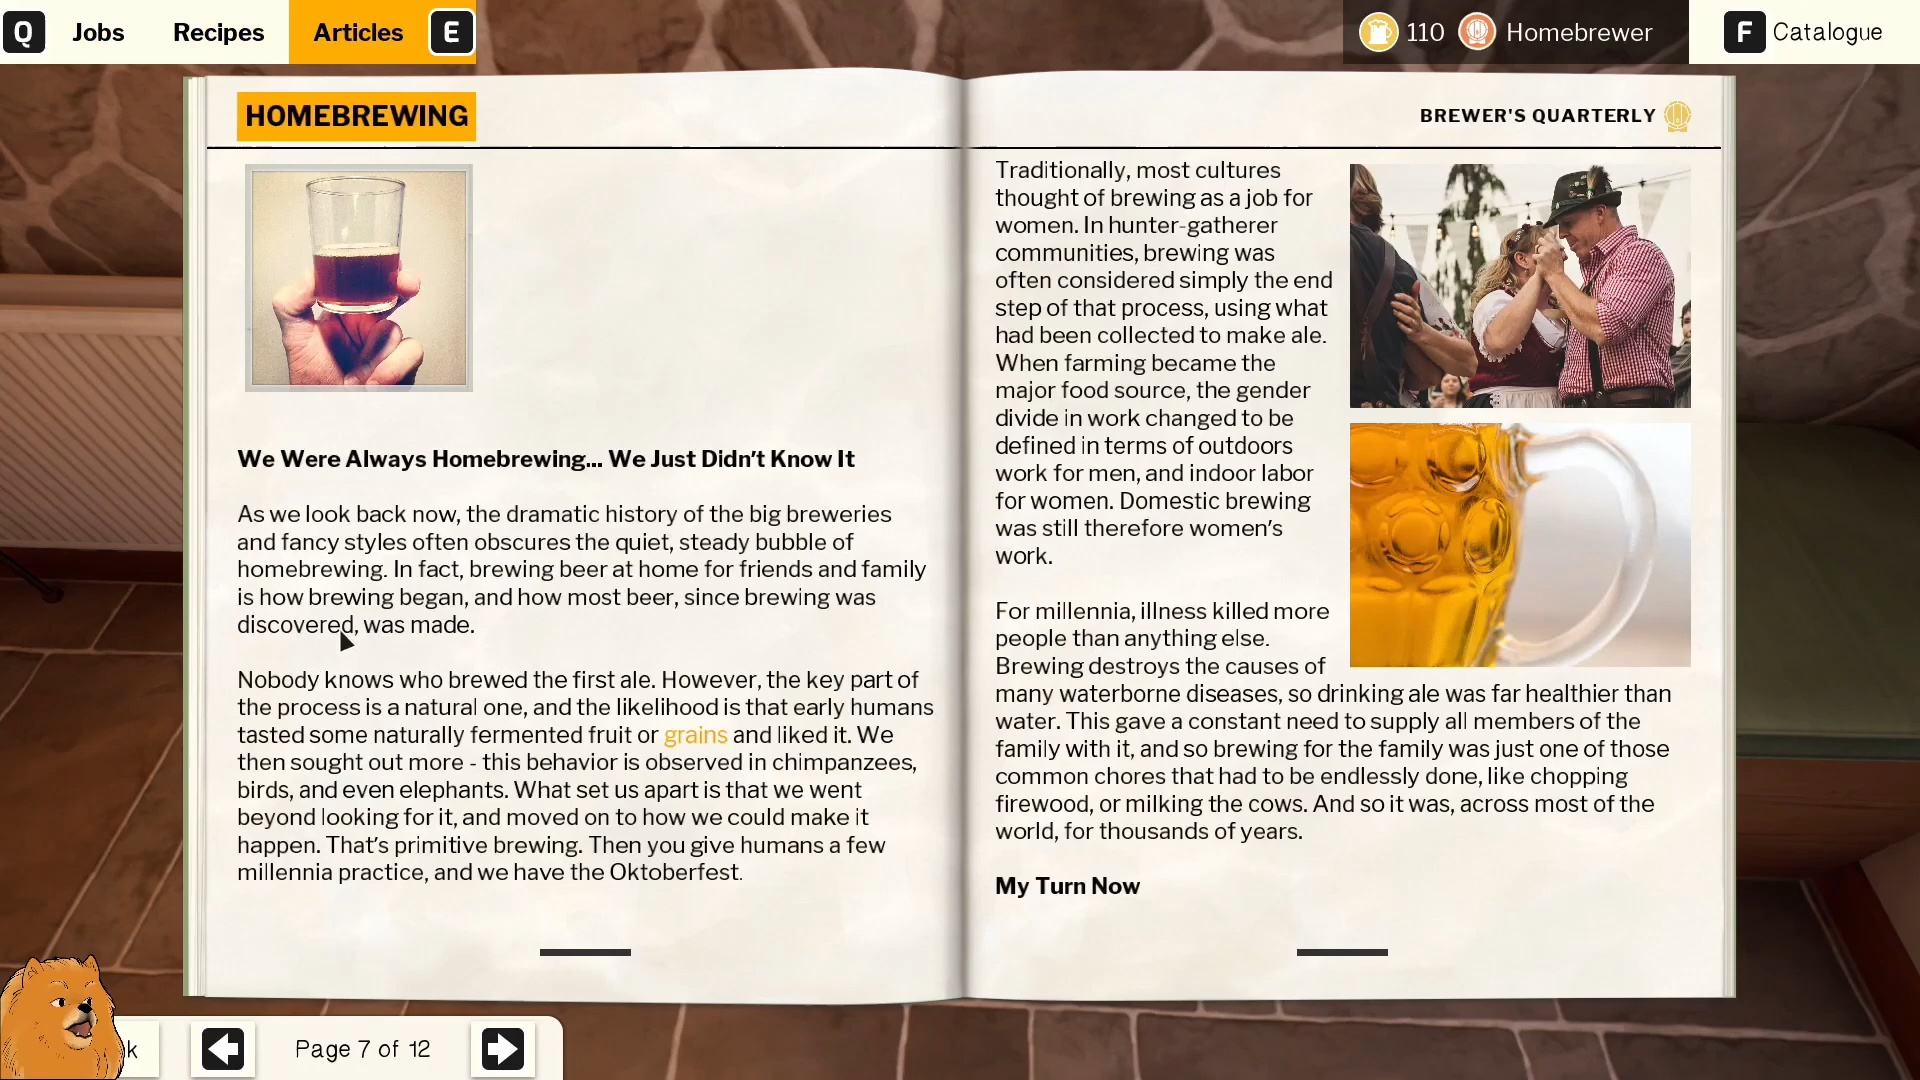 Q Jobs Recipes Articles E
110 Homebrewer
F Catalogue
HOMEBREWING
BREWER'S QUARTERLY
We Were Always Homebrewing... We Just Didn't Know It
As we look back now, the dramatic history of the big breweries
and fancy styles often obscures the quiet, steady bubble of
homebrewing. In fact, brewing beer at home for friends and family
is how brewing began, and how most beer, since brewing was
discovered, was made.
Nobody knows who brewed the first ale. However, the key part of
the process is a natural one, and the likelihood is that early humans
tasted some naturally fermented fruit or grains and liked it. We
then sought out more - this behavior is observed in chimpanzees,
birds, and even elephants. What set us apart is that we went
beyond looking for it, and moved on to how we could make it
happen. That's primitive brewing. Then you give humans a few
millennia practice, and we have the Oktoberfest.
Traditionally, most cultures
thought of brewing as a job for
women. In hunter-gatherer
communities, brewing was
often considered simply the end
step of that process, using what
had been collected to make ale.
When farming became the
major food source, the gender
divide in work changed to be
defined in terms of outdoors
work for men, and indoor labor
for women. Domestic brewing
was still therefore women's
work.
For millennia, illness killed more
people than anything else.
Brewing destroys the causes of
many waterborne diseases, so drinking ale was far healthier than
water. This gave a constant need to supply all members of the
family with it, and so brewing for the family was just one of those
common chores that had to be endlessly done, like chopping
firewood, or milking the cows. And so it was, across most of the
world, for thousands of years.
My Turn Now
k
Page 7 of 12